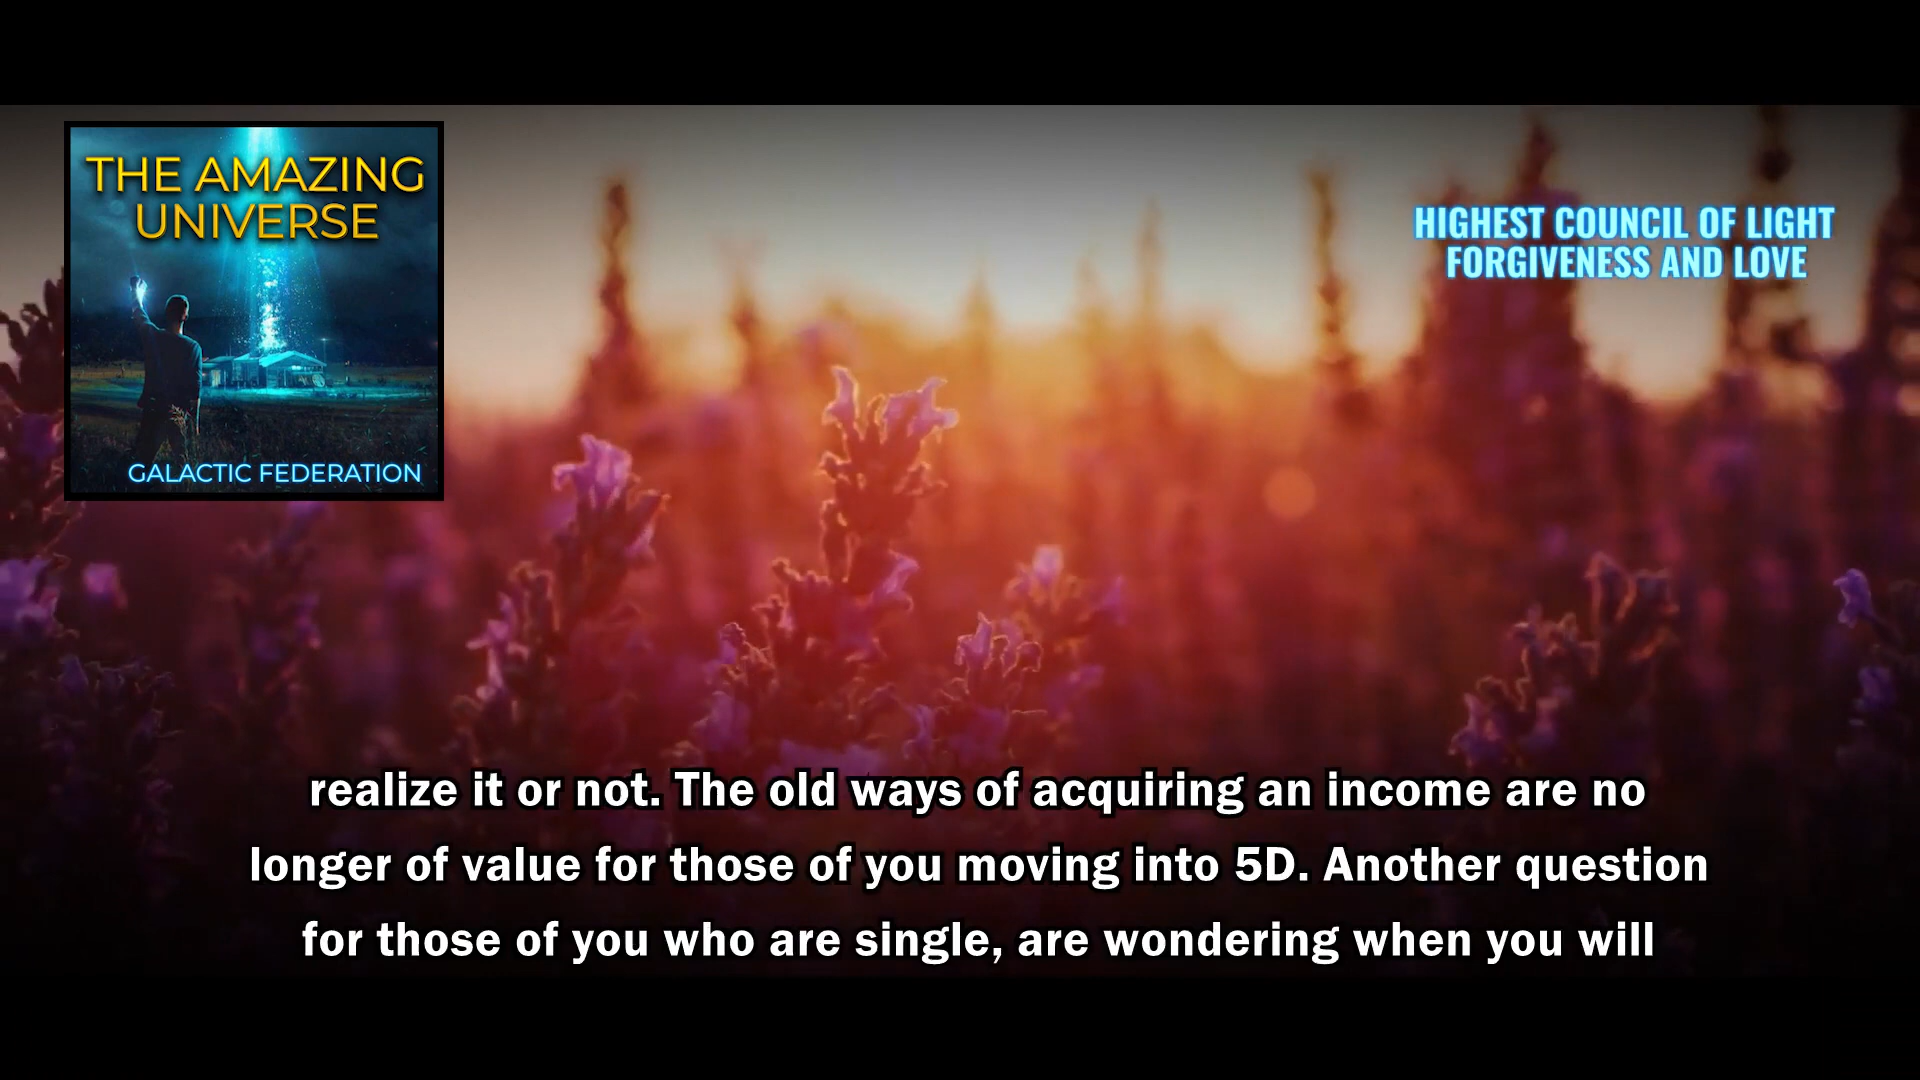 THE AMAZING
UNIVERSE
GALACTIC FEDERATION
HIGHEST COUNCIL OF LIGHT
FORGIVENESS AND LOVE
realize it or not. The old ways of acquiring an income are no
longer of value for those of you moving into 5D. Another question
for those of you who are single, are wondering when you will